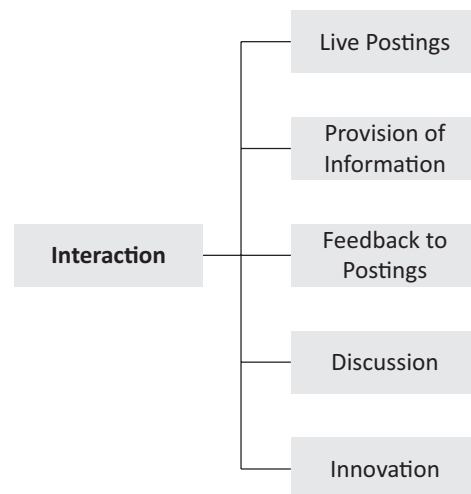 Live Postings
Provision of
Information
Interaction
Feedback to
Postings
Discussion
Innovation